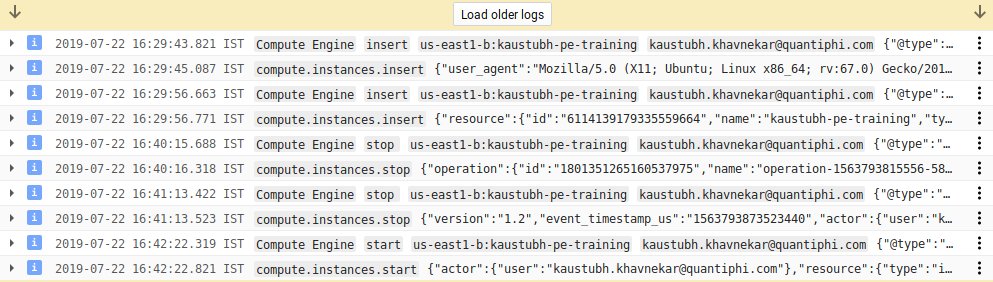 Load older logs
2019-07-22 16:29:43.821 IST Compute Engine insert us-east1-b:kaustubh-pe-training kaustubh.khavnekar@quantiphi.com {"@type":…
2019-07-22 16:29:45.087 IST compute.instances.insert {"user_agent":"Mozilla/5.0 (X11; Ubuntu; Linux x86_64; rv:67.0) Gecko/201…
2019-07-22 16:29:56.663 IST Compute Engine insert us-east1-b:kaustubh-pe-training kaustubh.khavnekar@quantiphi.com {"@type":…
2019-07-22 16:29:56.771 IST compute.instances.insert {"resource":{"id":"6114139179335559664","name":"kaustubh-pe-training","ty…
2019-07-22 16:40:15.688 IST Compute Engine stop us-east1-b:kaustubh-pe-training kaustubh.khavnekar@quantiphi.com {"@type":"…
2019-07-22 16:40:16.318 IST compute.instances.stop {"operation":{"id":"1801351265160537975","name":"operation-1563793815556-58…
2019-07-22 16:41:13.422 IST Compute Engine stop us-east1-b:kaustubh-pe-training kaustubh.khavnekar@quantiphi.com {"@type":"…
2019-07-22 16:41:13.523 IST compute.instances.stop {"version":"1.2","event_timestamp_us":"1563793873523440","actor":{"user":"k…
2019-07-22 16:42:22.319 IST Compute Engine start us-east1-b:kaustubh-pe-training kaustubh.khavnekar@quantiphi.com {"@type":"…
2019-07-22 16:42:22.821 IST compute.instances.start {"actor":{"user":"kaustubh.khavnekar@quantiphi.com"},"resource":{"type":"i…